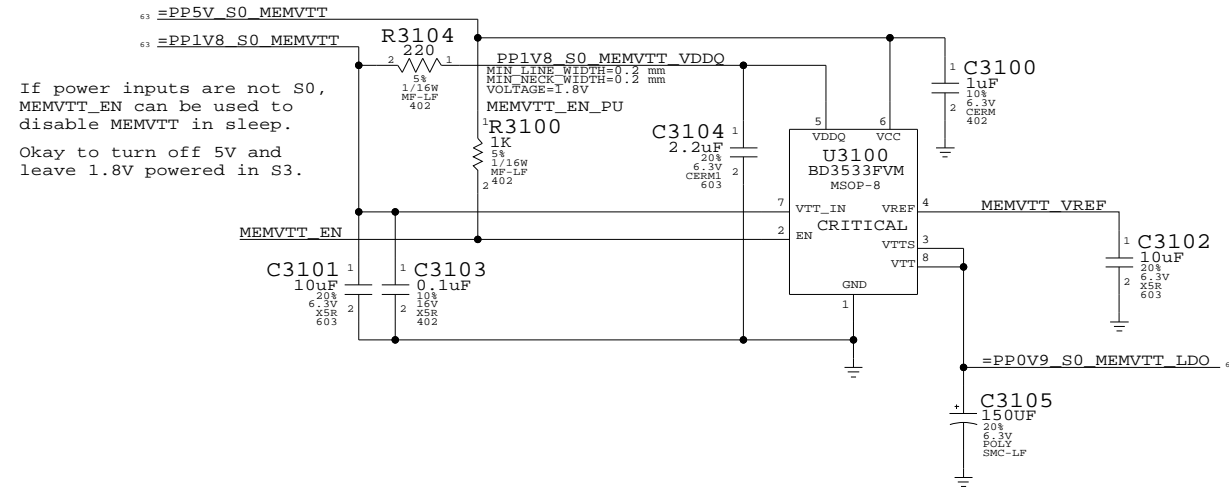 63 =PP5V_S0_MEMVTT
63 =PP1V8_S0_MEMVTT
R3104
220
2 1
5%
1/16W
MF-LF
402
PP1V8_S0_MEMVTT_VDDQ
MIN_LINE_WIDTH=0.2 mm
MIN_NECK_WIDTH=0.2 mm
VOLTAGE=1.8V
If power inputs are not S0,
MEMVTT_EN can be used to
disable MEMVTT in sleep.
Okay to turn off 5V and
leave 1.8V powered in S3.
MEMVTT_EN_PU
1
R3100
1K
5%
1/16W
MF-LF
402
2
C3104
1
2.2uF
20%
6.3V
CERM1
603
2
1
C3100
1uF
10%
6.3V
CERM
402
2
5 6
VDDQ VCC
U3100
BD3533FVM
MSOP-8
CRITICAL
7 VTT_IN
2 EN
VREF 4
VTTS 3
VTT 8
GND
1
MEMVTT_VREF
MEMVTT_EN
C3101
1
10uF
20%
6.3V
X5R
603
2
1
C3103
0.1uF
10%
16V
X5R
402
2
1
C3102
10uF
20%
6.3V
X5R
603
2
=PP0V9_S0_MEMVTT_LDO
+
C3105
150UF
20%
6.3V
POLY
SMC-LF